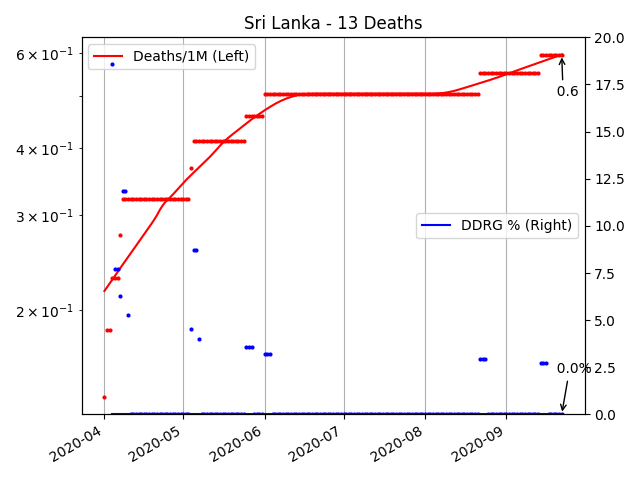 Sri Lanka - 13 Deaths
Deaths/1M (Left)
DDRG % (Right)
6 × 10⁻¹
4 × 10⁻¹
3 × 10⁻¹
2 × 10⁻¹
20.0
17.5
15.0
12.5
10.0
7.5
5.0
2.5
0.0
0.6
0.0%
2020-04
2020-05
2020-06
2020-07
2020-08
2020-09